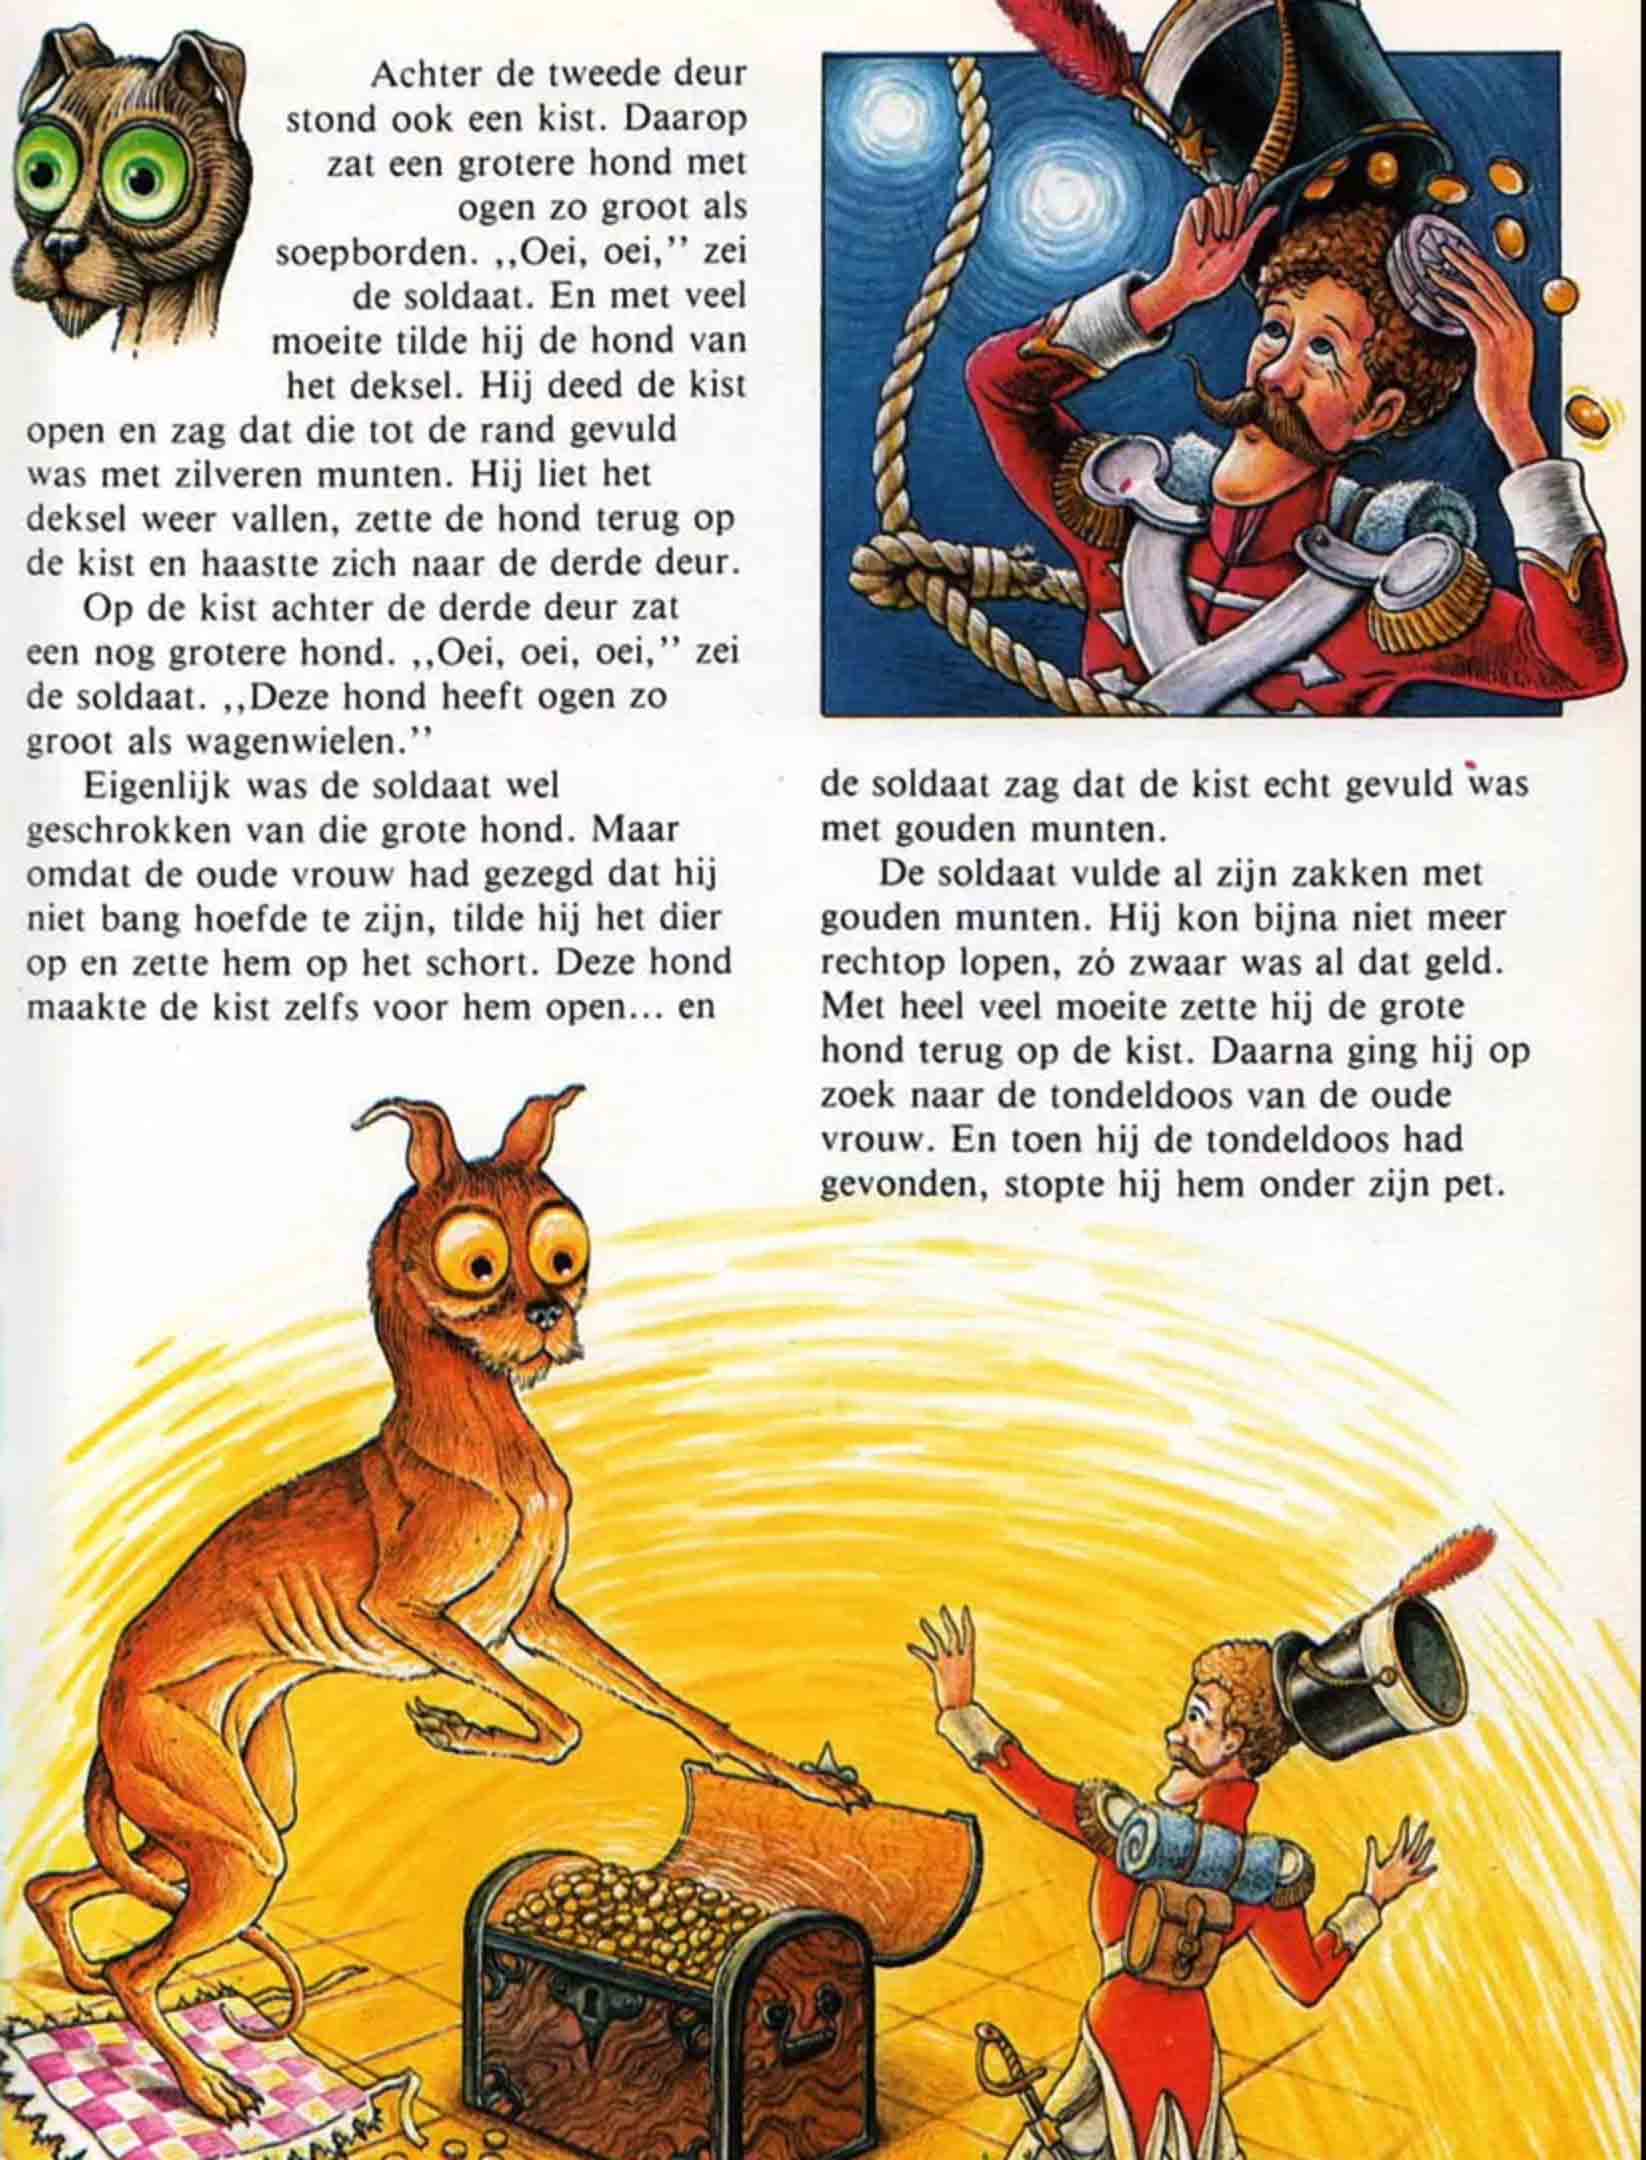 Achter de tweede deur
stond ook een kist. Daarop
zat een grotere hond met
ogen zo groot als
soepborden. ,,Oei, oei,’’ zei
de soldaat. En met veel
moeite tilde hij de hond van
het deksel. Hij deed de kist
open en zag dat die tot de rand gevuld
was met zilveren munten. Hij liet het
deksel weer vallen, zette de hond terug op
de kist en haastte zich naar de derde deur.
Op de kist achter de derde deur zat
een nog grotere hond. ,,Oei, oei, oei,’’ zei
de soldaat. ,,Deze hond heeft ogen zo
groot als wagenwielen.’’
Eigenlijk was de soldaat wel
geschrokken van die grote hond. Maar
omdat de oude vrouw had gezegd dat hij
niet bang hoefde te zijn, tilde hij het dier
op en zette hem op het schort. Deze hond
maakte de kist zelfs voor hem open... en
de soldaat zag dat de kist echt gevuld was
met gouden munten.
De soldaat vulde al zijn zakken met
gouden munten. Hij kon bijna niet meer
rechtop lopen, zó zwaar was al dat geld.
Met heel veel moeite zette hij de grote
hond terug op de kist. Daarna ging hij op
zoek naar de tondeldoos van de oude
vrouw. En toen hij de tondeldoos had
gevonden, stopte hij hem onder zijn pet.